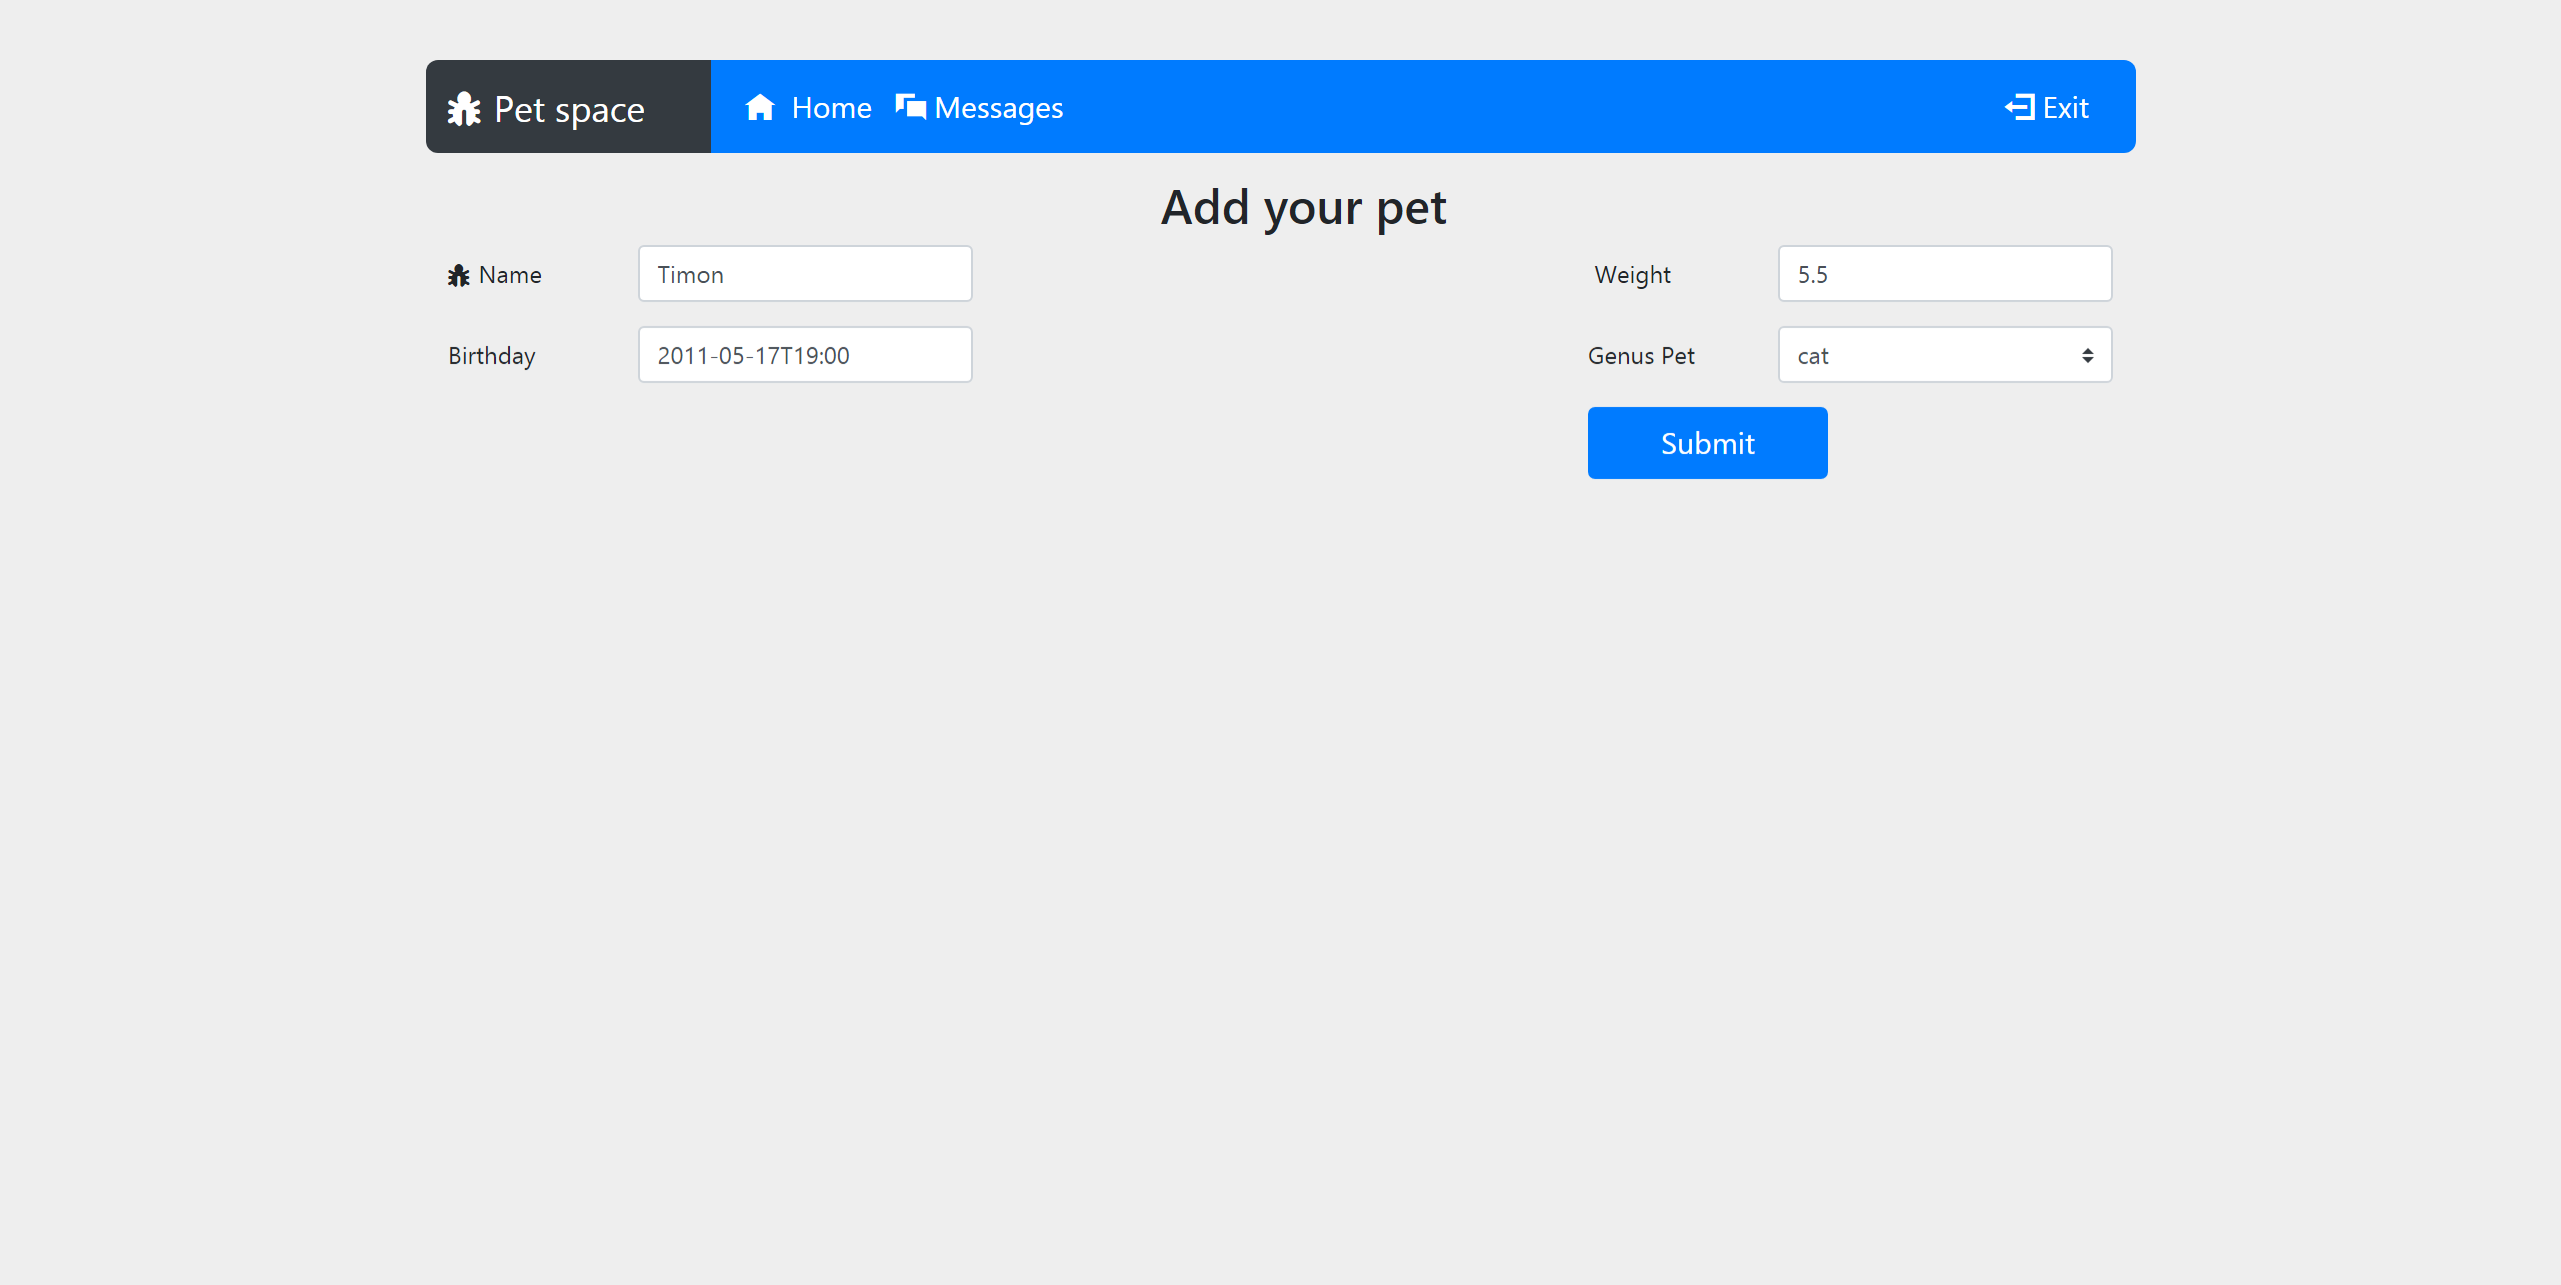 Pet space Home Messages Exit
Add your pet
Name Timon Weight 5.5
Birthday 2011-05-17T19:00 Genus Pet cat
Submit